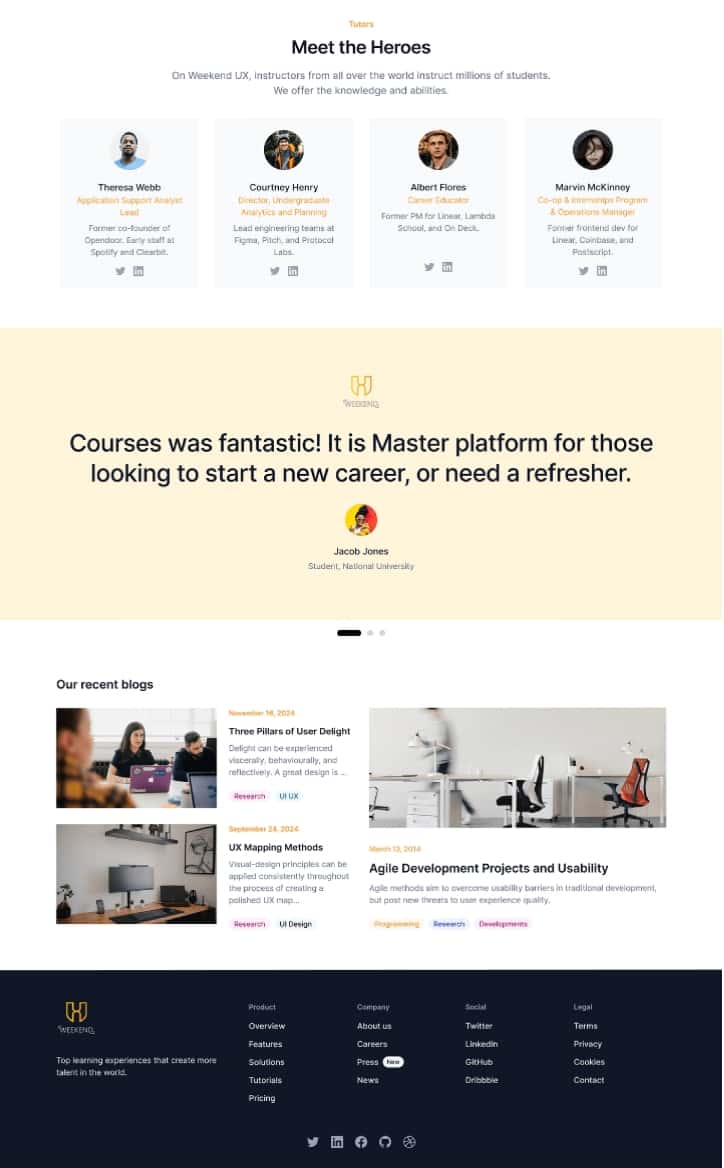 Tutors
Meet the Heroes
On Weekend UX, instructors from all over the world instruct millions of students.
We offer the knowledge and abilities.
Theresa Webb
Application Support Analyst
Lead
Former co-founder of
Opendoor. Early staff at
Spotify and Clearbit.
Courtney Henry
Director, Undergraduate
Analytics and Planning
Lead engineering teams at
Figma, Pitch, and Protocol
Labs.
Albert Flores
Career Educator
Former PM for Linear, Lambda
School, and On Deck.
Marvin McKinney
Co-op & Internships Program
& Operations Manager
Former frontend dev for
Linear, Coinbase, and
Postscript.
WEEKEND
Courses was fantastic! It is Master platform for those
looking to start a new career, or need a refresher.
Jacob Jones
Student, National University
Our recent blogs
November 16, 2024
Three Pillars of User Delight
Delight can be experienced
viscerally, behaviourally, and
reflectively. A great design is ...
Research
UI UX
September 24, 2024
UX Mapping Methods
Visual-design principles can be
applied consistently throughout
the process of creating a
polished UX map...
Research
UI Design
March 13, 2014
Agile Development Projects and Usability
Agile methods aim to overcome usability barriers in traditional development,
but post new threats to user experience quality.
Programming
Research
Developments
WEEKEND
Top learning experiences that create more
talent in the world.
Product
Overview
Features
Solutions
Tutorials
Pricing
Company
About us
Careers
Press New
News
Social
Twitter
LinkedIn
GitHub
Dribbble
Legal
Terms
Privacy
Cookies
Contact